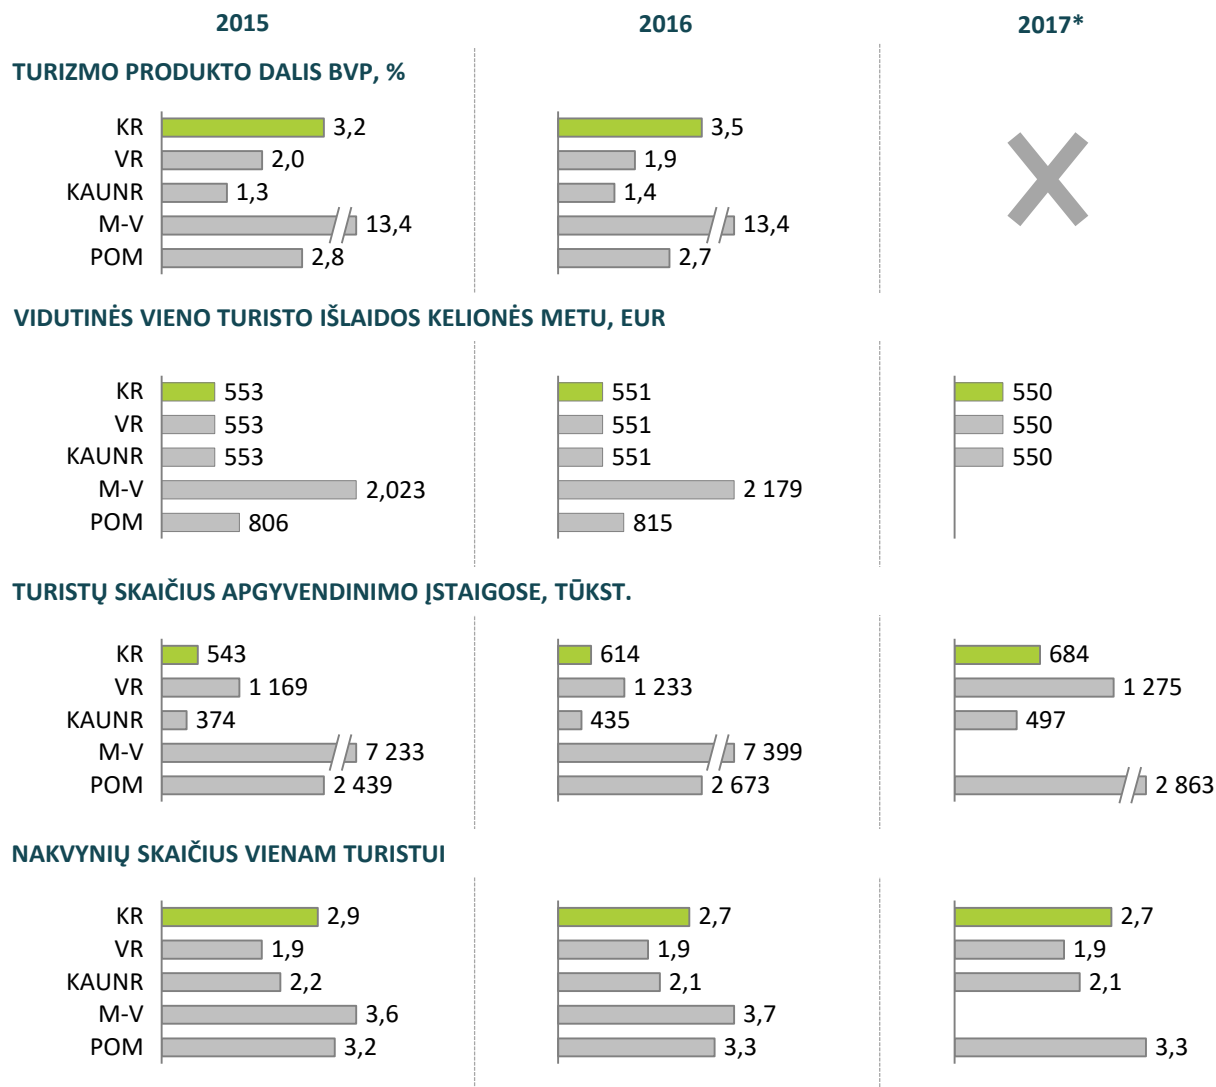 2015 2016 2017*
TURIZMO PRODUKTO DALIS BVP, %
KR 3,2 3,5
VR 2,0 1,9
KAUNR 1,3 1,4
M-V 13,4 13,4
POM 2,8 2,7
VIDUTINĖS VIENO TURISTO IŠLAIDOS KELIONĖS METU, EUR
KR 553 551 550
VR 553 551 550
KAUNR 553 551 550
M-V 2,023 2 179
POM 806 815
TURISTŲ SKAIČIUS APGYVENDINIMO ĮSTAIGOSE, TŪKST.
KR 543 614 684
VR 1 169 1 233 1 275
KAUNR 374 435 497
M-V 7 233 7 399
POM 2 439 2 673 2 863
NAKVYNIŲ SKAIČIUS VIENAM TURISTUI
KR 2,9 2,7 2,7
VR 1,9 1,9 1,9
KAUNR 2,2 2,1 2,1
M-V 3,6 3,7
POM 3,2 3,3 3,3